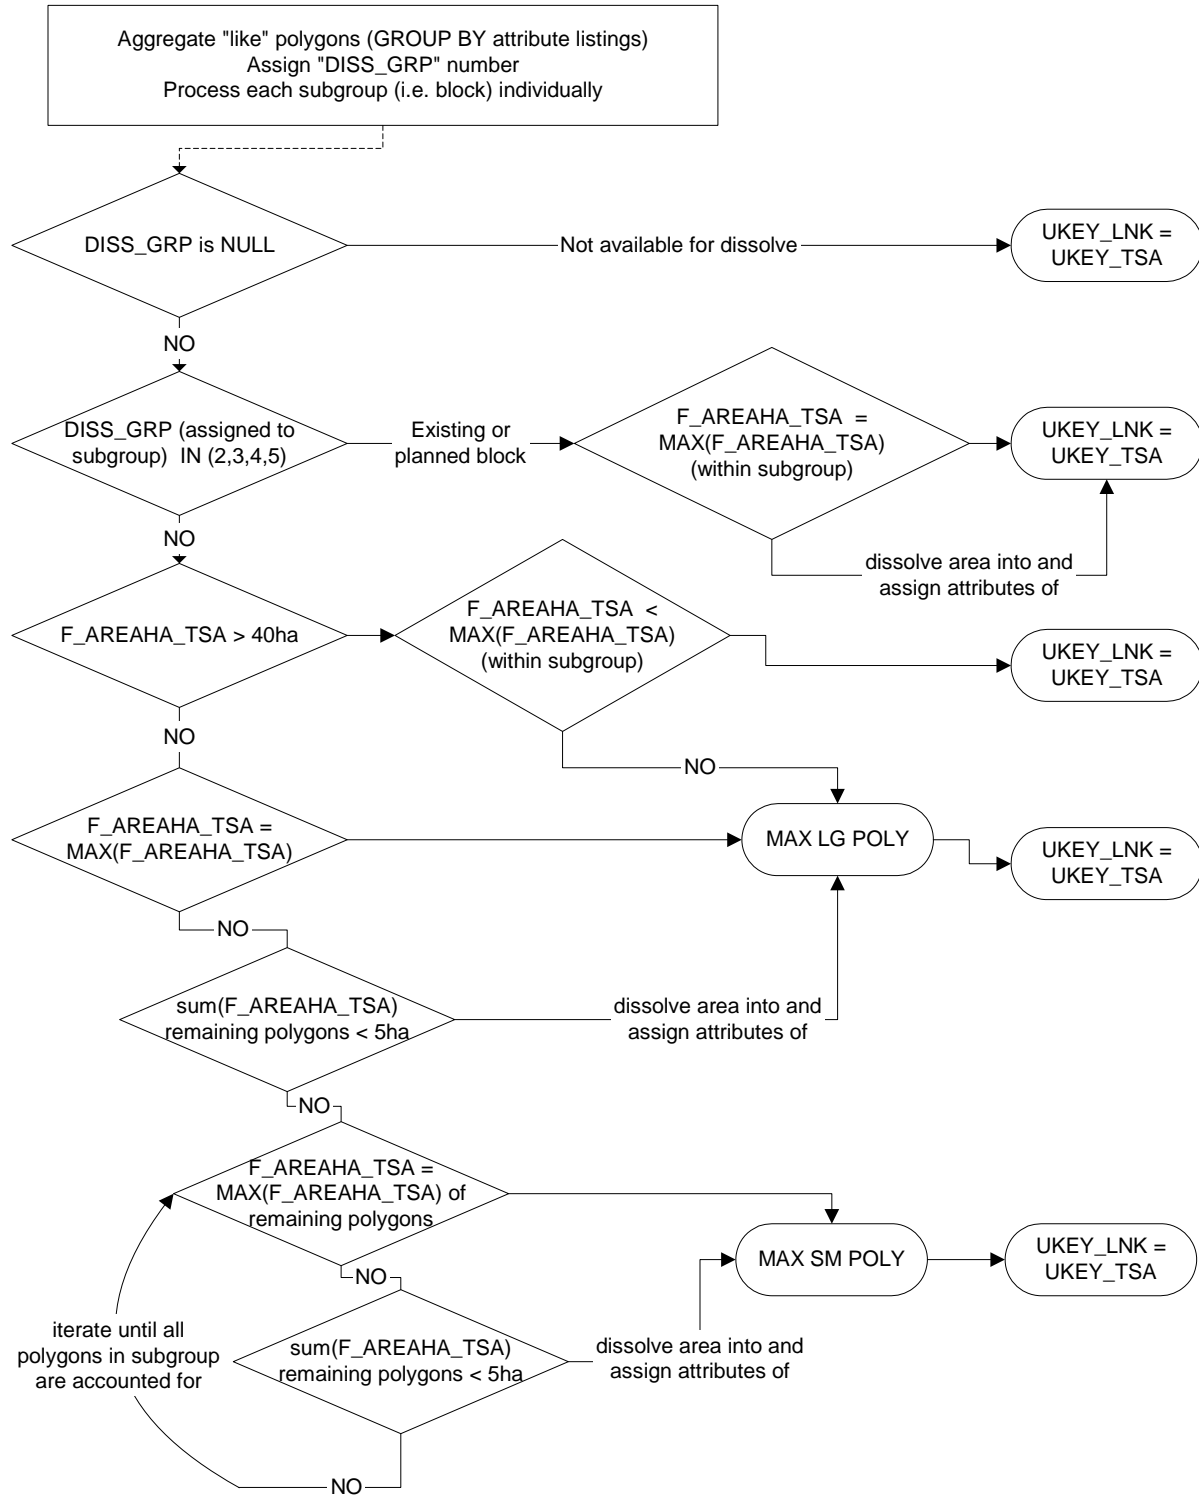 Aggregate "like" polygons (GROUP BY attribute listings)
Assign "DISS_GRP" number
Process each subgroup (i.e. block) individually
DISS_GRP is NULL
Not available for dissolve
UKEY_LNK =
UKEY_TSA
NO
DISS_GRP (assigned to
subgroup) IN (2,3,4,5)
Existing or
planned block
F_AREAHA_TSA =
MAX(F_AREAHA_TSA)
(within subgroup)
UKEY_LNK =
UKEY_TSA
dissolve area into and
assign attributes of
NO
F_AREAHA_TSA > 40ha
F_AREAHA_TSA <
MAX(F_AREAHA_TSA)
(within subgroup)
UKEY_LNK =
UKEY_TSA
NO
NO
F_AREAHA_TSA =
MAX(F_AREAHA_TSA)
MAX LG POLY
UKEY_LNK =
UKEY_TSA
NO
sum(F_AREAHA_TSA)
remaining polygons < 5ha
dissolve area into and
assign attributes of
NO
F_AREAHA_TSA =
MAX(F_AREAHA_TSA) of
remaining polygons
MAX SM POLY
UKEY_LNK =
UKEY_TSA
NO
sum(F_AREAHA_TSA)
remaining polygons < 5ha
dissolve area into and
assign attributes of
iterate until all
polygons in subgroup
are accounted for
NO